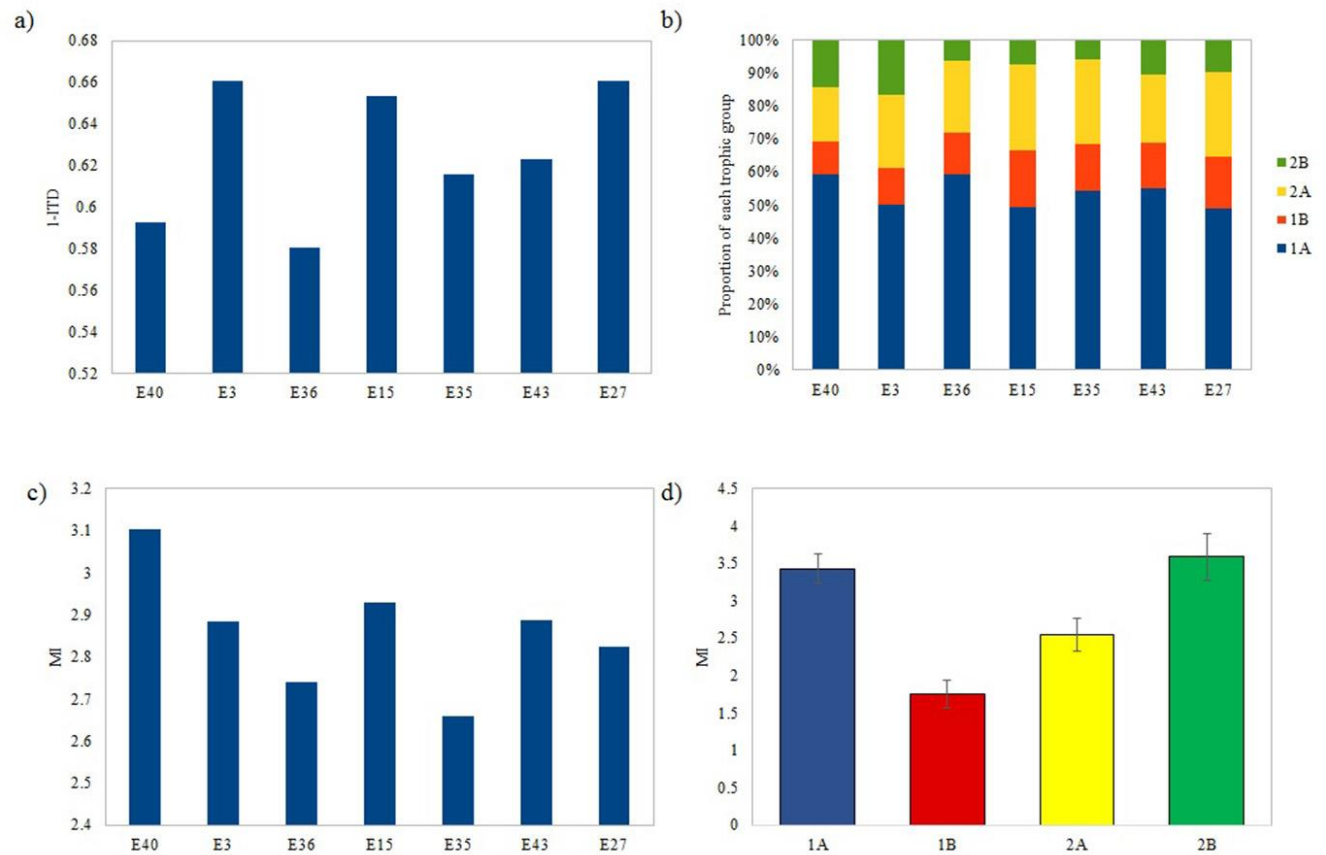 a)
0.68
0.66
0.64
0.62
0.6
0.58
0.56
0.54
0.52
1-ITD
E40 E3 E36 E15 E35 E43 E27
b)
100%
90%
80%
70%
60%
50%
40%
30%
20%
10%
0%
Proportion of each trophic group
E40 E3 E36 E15 E35 E43 E27
2B
2A
1B
1A
c)
3.2
3.1
3
2.9
2.8
2.7
2.6
2.5
2.4
MI
E40 E3 E36 E15 E35 E43 E27
d)
4.5
4
3.5
3
2.5
2
1.5
1
0.5
0
MI
1A 1B 2A 2B